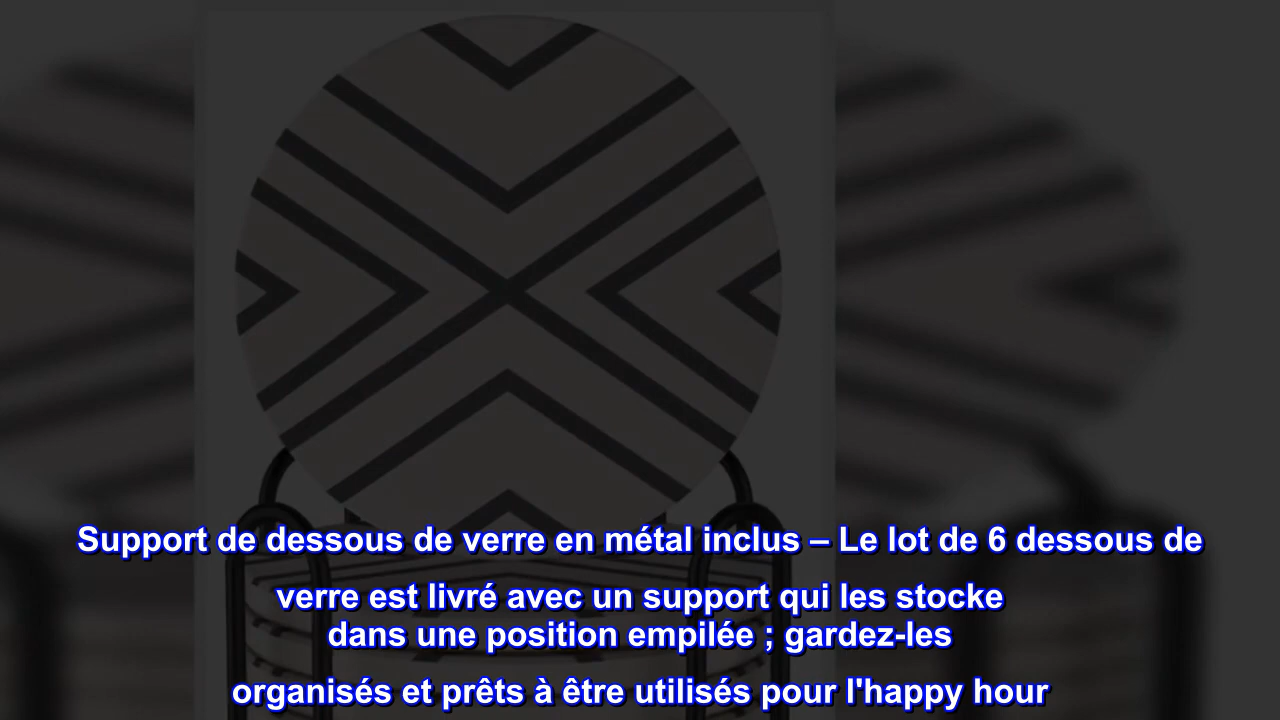 Support de dessous de verre en métal inclus – Le lot de 6 dessous de
verre est livré avec un support qui les stocke
dans une position empilée ; gardez-les
organisés et prêts à être utilisés pour l'happy hour